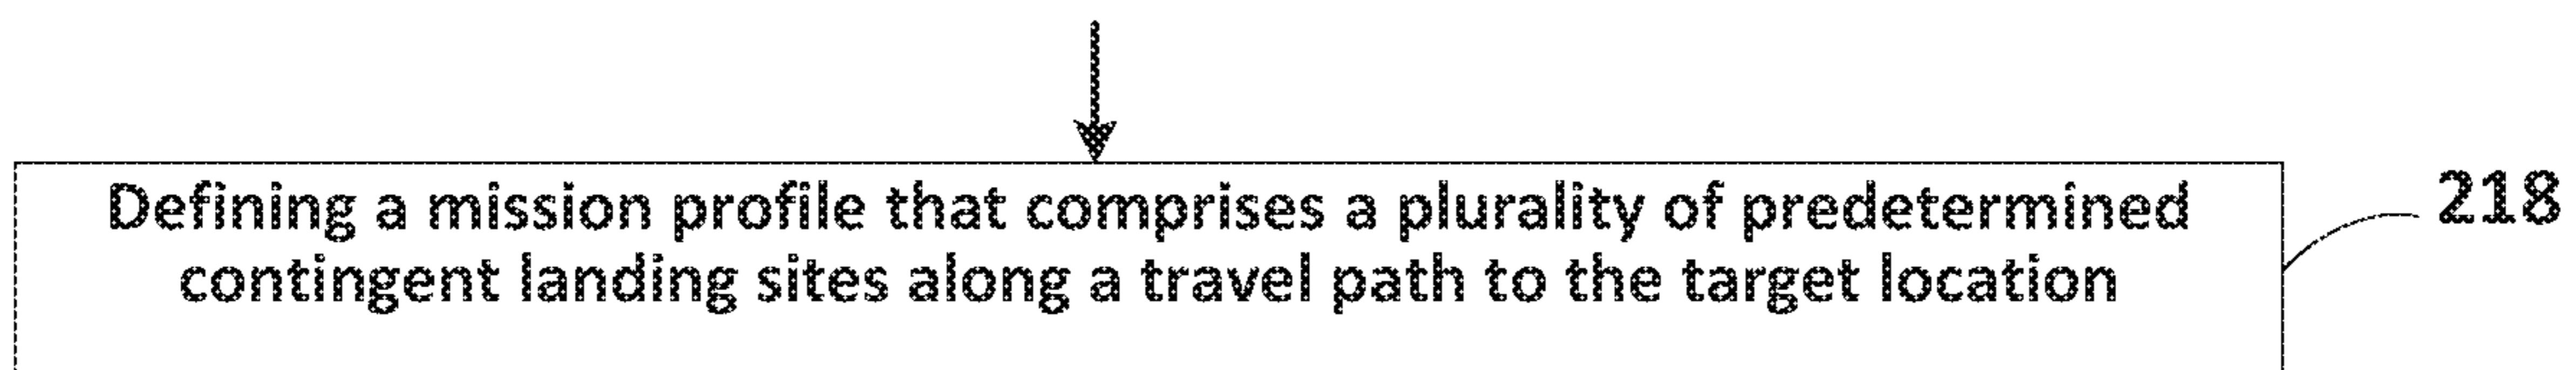 Defining a mission profile that comprises a plurality of predetermined
contingent landing sites along a travel path to the target location
218